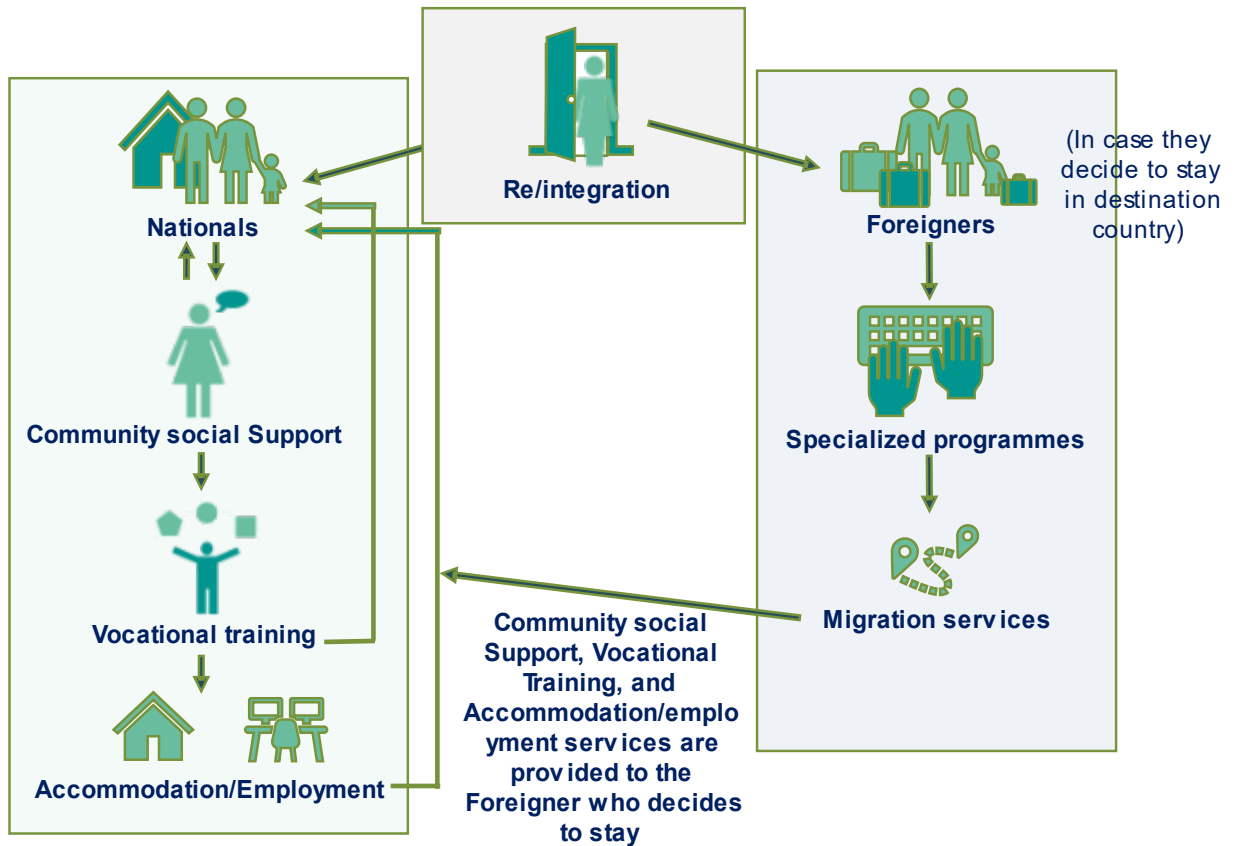 Re/integration
Nationals
Community social Support
Vocational training
Accommodation/Employment
Foreigners
(In case they
decide to stay
in destination
country)
Specialized programmes
Migration services
Community social
Support, Vocational
Training, and
Accommodation/emplo
yment services are
provided to the
Foreigner who decides
to stay